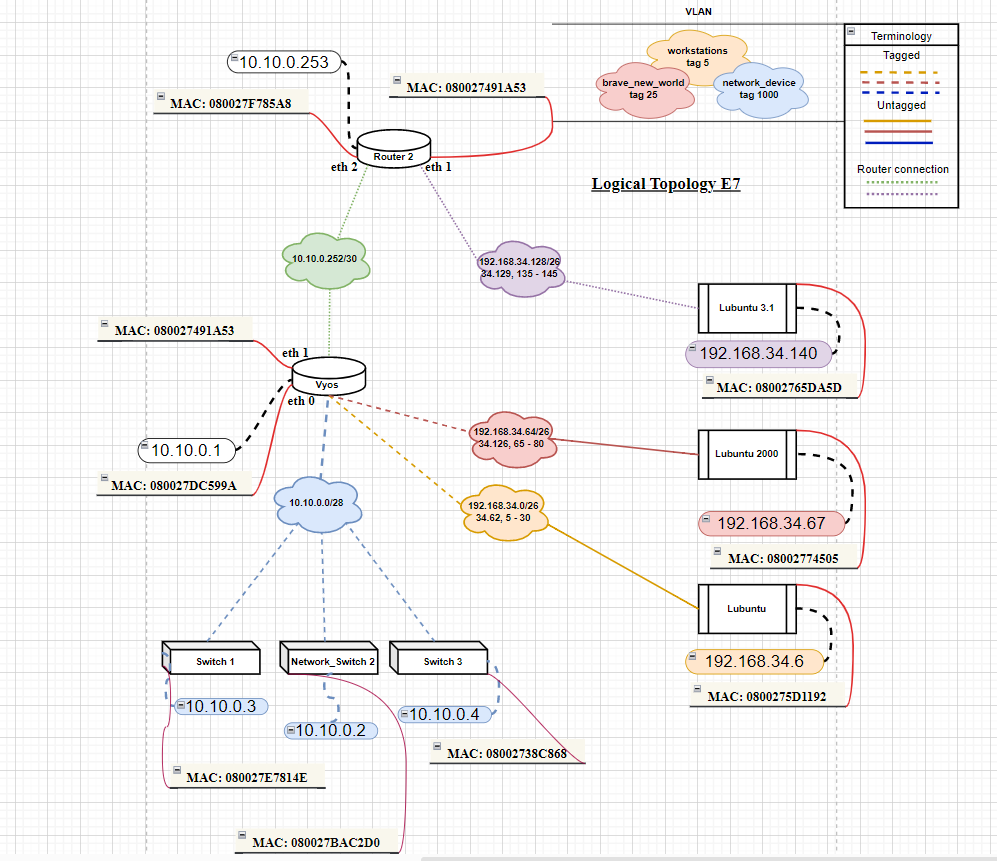 VLAN
workstations
tag 5
brave_new_world
tag 25
network_device
tag 1000
Terminology
Tagged
Untagged
Router connection
10.10.0.253
MAC: 080027F785A8
MAC: 080027491A53
Router 2
eth 2
eth 1
Logical Topology E7
10.10.0.252/30
192.168.34.128/26
34.129, 135 - 145
Lubuntu 3.1
192.168.34.140
MAC: 08002765DA5D
MAC: 080027491A53
eth 1
Vyos
eth 0
10.10.0.1
MAC: 080027DC599A
192.168.34.64/26
34.126, 65 - 80
Lubuntu 2000
192.168.34.67
MAC: 08002774505
10.10.0.0/28
192.168.34.0/26
34.62, 5 - 30
Lubuntu
192.168.34.6
MAC: 0800275D1192
Switch 1
Network_Switch 2
Switch 3
10.10.0.3
10.10.0.2
10.10.0.4
MAC: 080027E7814E
MAC: 08002738C868
MAC: 080027BAC2D0